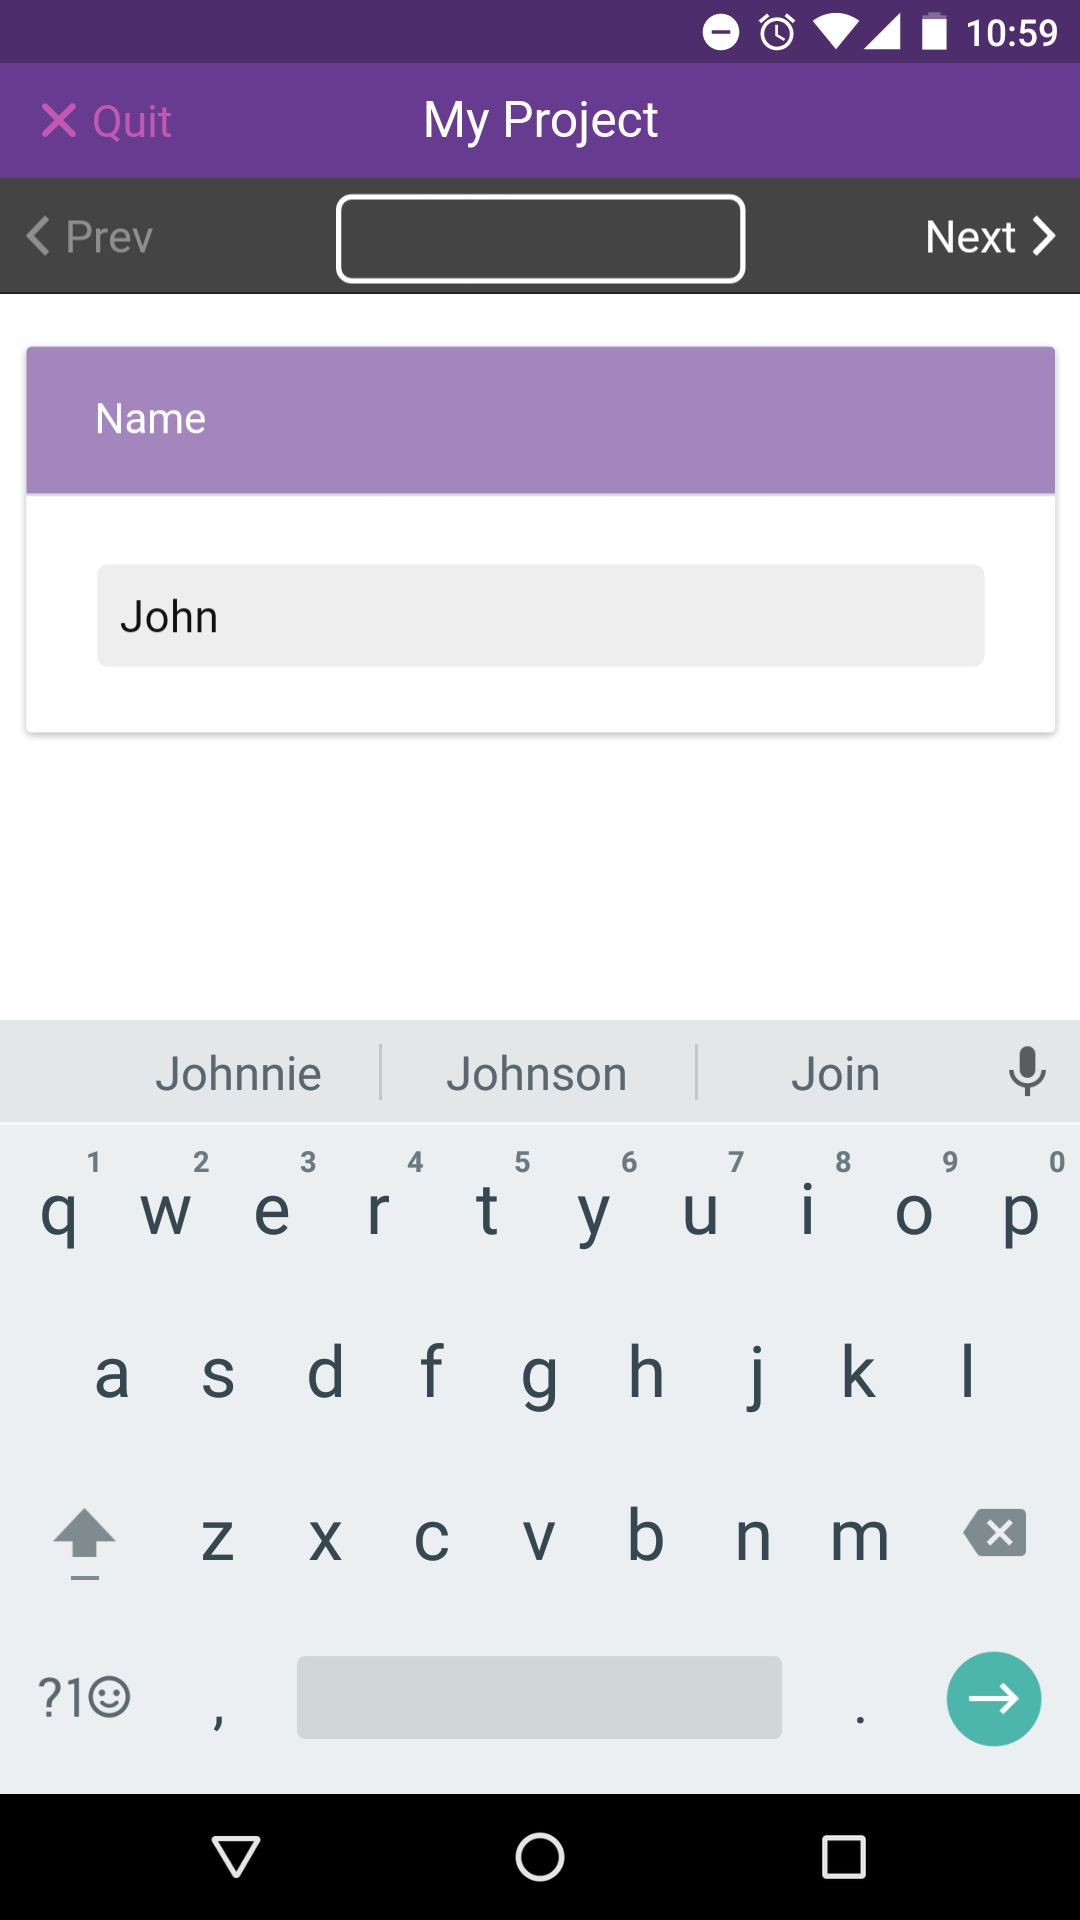 10:59
Quit My Project
Prev Next
Name
John
Johnnie Johnson Join
1 2 3 4 5 6 7 8 9 0
q w e r t y u i o p
a s d f g h j k l
z x c v b n m
?1☺ , .